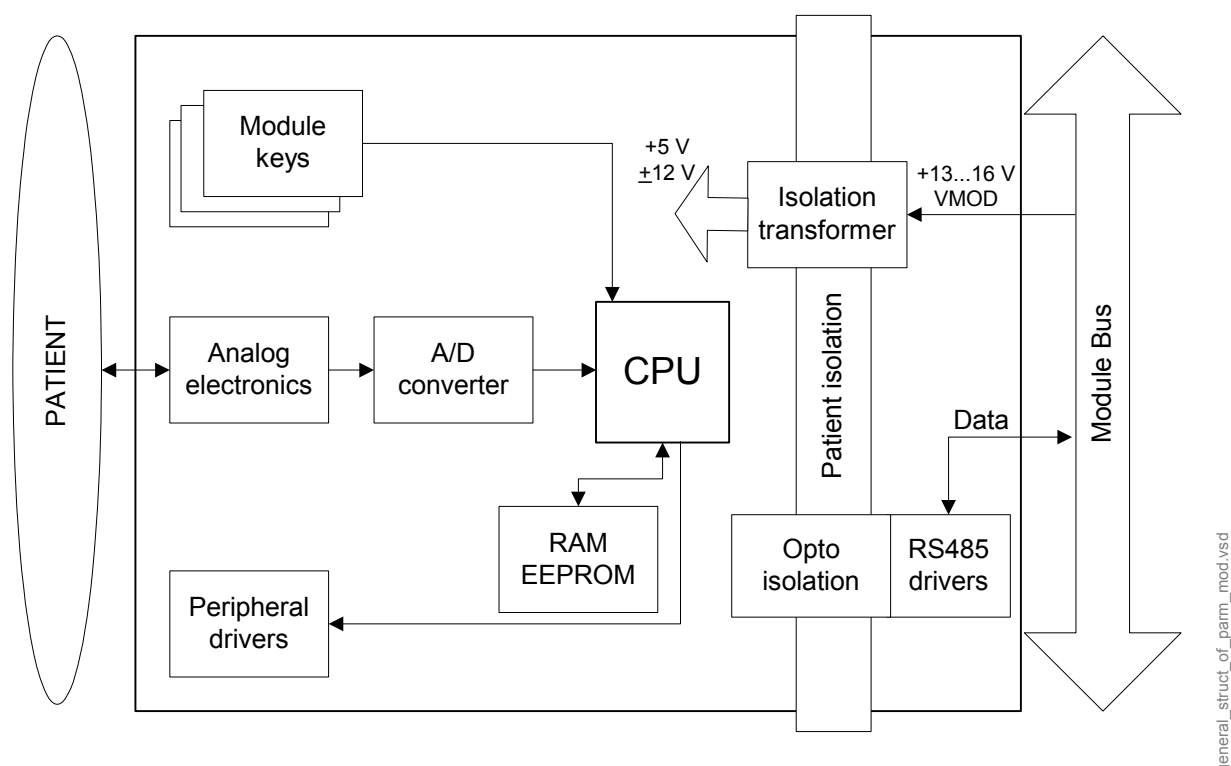 Module
keys
+5 V
±12 V
Isolation
transformer
+13...16 V
VMOD
PATIENT
Analog
electronics
A/D
converter
CPU
Patient isolation
Module Bus
Data
RAM
EEPROM
Opto
isolation
RS485
drivers
Peripheral
drivers
general_struct_of_parm_mod.vsd